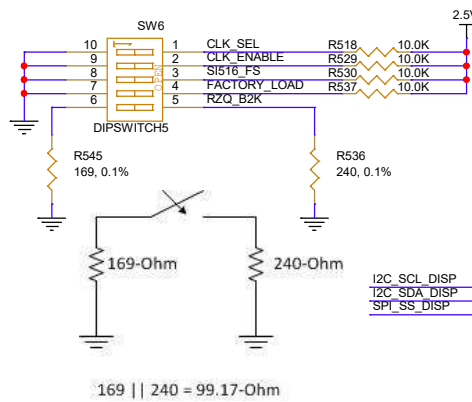 2.5V
SW6
10 1 CLK_SEL R518 10.0K
9 2 CLK_ENABLE R529 10.0K
8 3 SI516_FS R530 10.0K
7 4 FACTORY_LOAD R537 10.0K
6 5 RZQ_B2K
OPEN
DIPSWITCH5
R545
169, 0.1%
R536
240, 0.1%
169-Ohm
240-Ohm
I2C_SCL_DISP
I2C_SDA_DISP
SPI_SS_DISP
169 || 240 = 99.17-Ohm